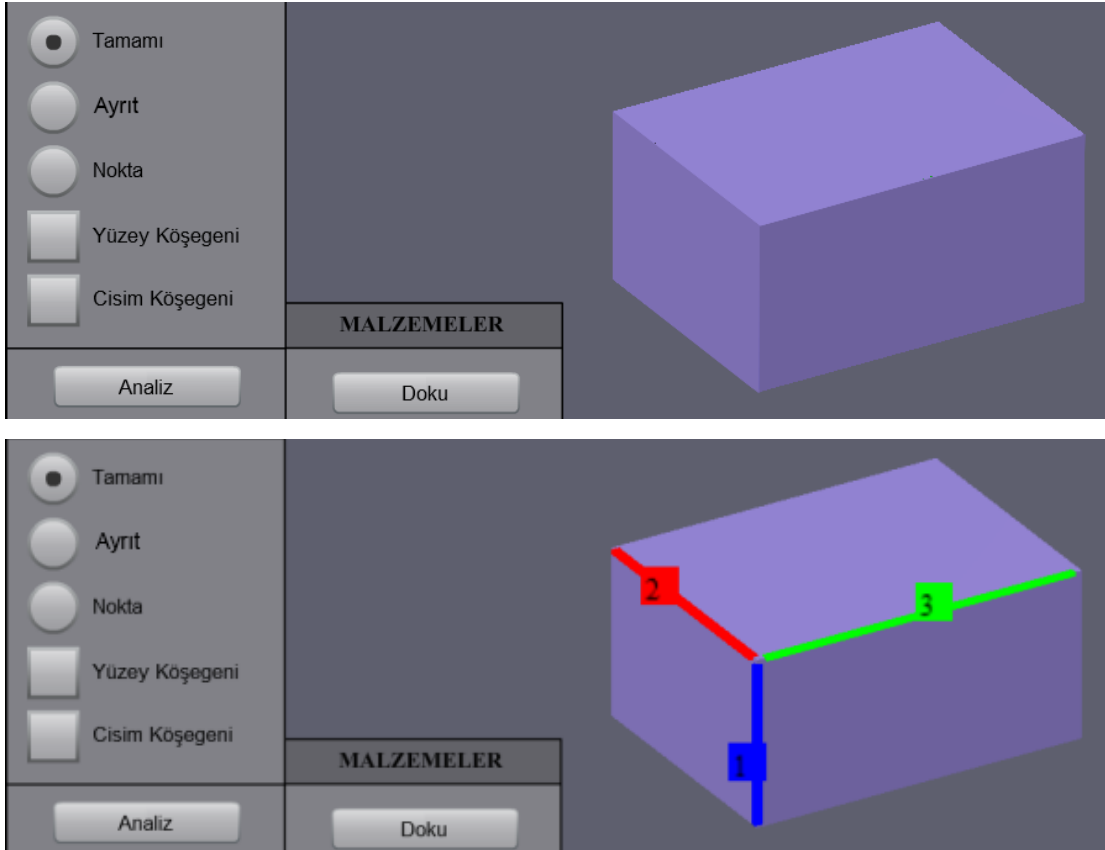 Tamamı
Ayrıt
Nokta
Yüzey Köşegeni
Cisim Köşegeni
MALZEMELER
Analiz
Doku
Tamamı
Ayrıt
2
3
Nokta
Yüzey Köşegeni
Cisim Köşegeni
1
MALZEMELER
Analiz
Doku